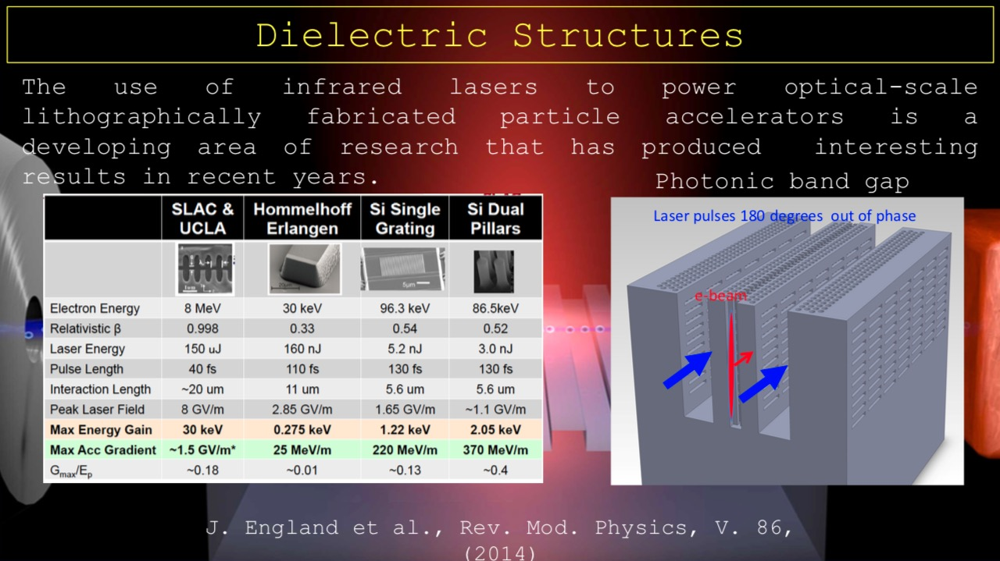 Dielectric Structures
The use of infrared lasers to power optical-scale
lithographically fabricated particle accelerators is a
developing area of research that has produced interesting
results in recent years.
Photonic band gap
SLAC & UCLA Hommelhoff Erlangen Si Single Grating Si Dual Pillars
5µm
Electron Energy 8 MeV 30 keV 96.3 keV 86.5keV
Relativistic β 0.998 0.33 0.54 0.52
Laser Energy 150 uJ 160 nJ 5.2 nJ 3.0 nJ
Pulse Length 40 fs 110 fs 130 fs 130 fs
Interaction Length ~20 um 11 um 5.6 um 5.6 um
Peak Laser Field 8 GV/m 2.85 GV/m 1.65 GV/m ~1.1 GV/m
Max Energy Gain 30 keV 0.275 keV 1.22 keV 2.05 keV
Max Acc Gradient ~1.5 GV/m* 25 MeV/m 220 MeV/m 370 MeV/m
Gmax/Ep ~0.18 ~0.01 ~0.13 ~0.4
Laser pulses 180 degrees out of phase
e-beam
J. England et al., Rev. Mod. Physics, V. 86,
(2014)